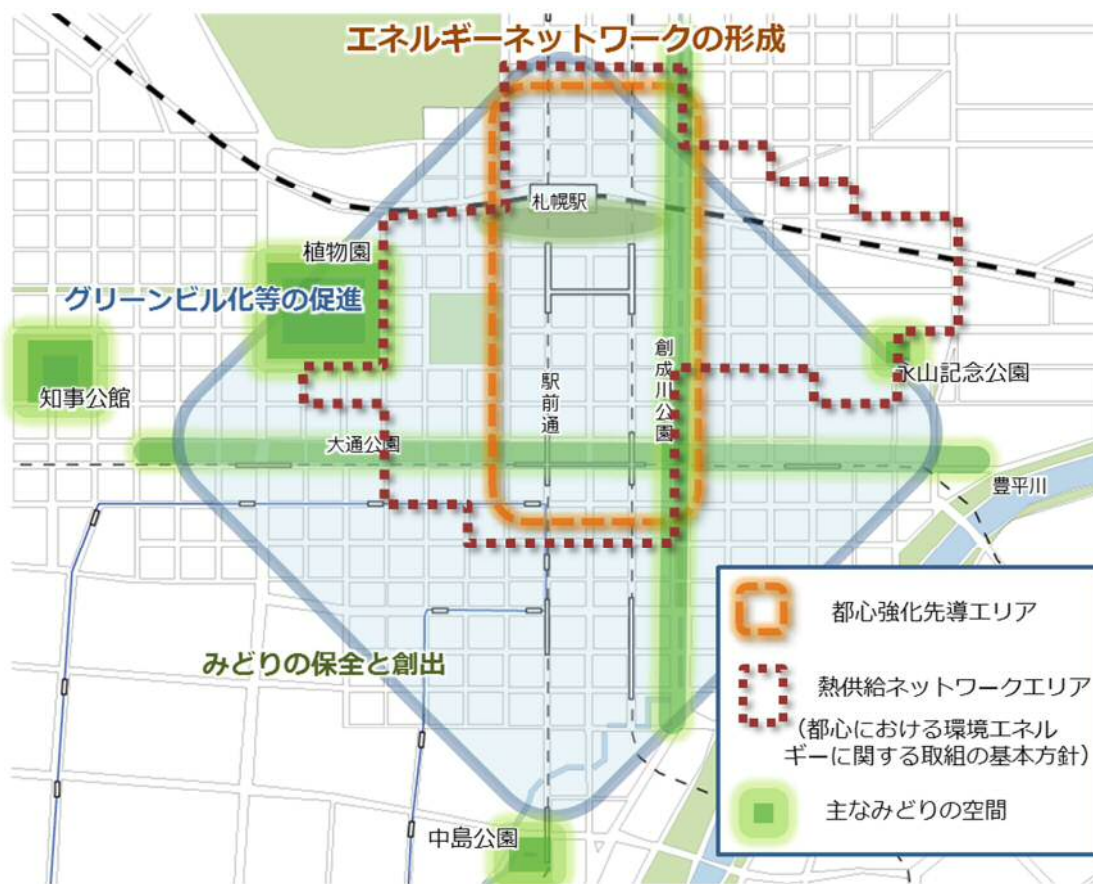 エネルギーネットワークの形成
札幌駅
植物園
グリーンビル化等の促進
知事公館
大通公園
駅前通
創成川公園
永山記念公園
豊平川
みどりの保全と創出
中島公園
都心強化先導エリア
熱供給ネットワークエリア
(都心における環境エネル
ギーに関する取組の基本方針)
主なみどりの空間